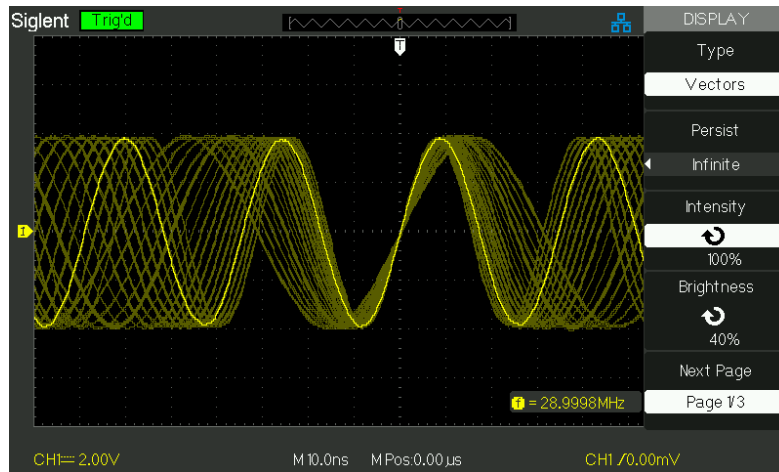 Siglent Trig'd T DISPLAY
T
Type
Vectors
Persist
Infinite
Intensity
100%
Brightness
40%
Next Page
f = 28.9998MHz Page 1/3
CH1 2.00V M 10.0ns M Pos:0.00µs CH1 /0.00mV